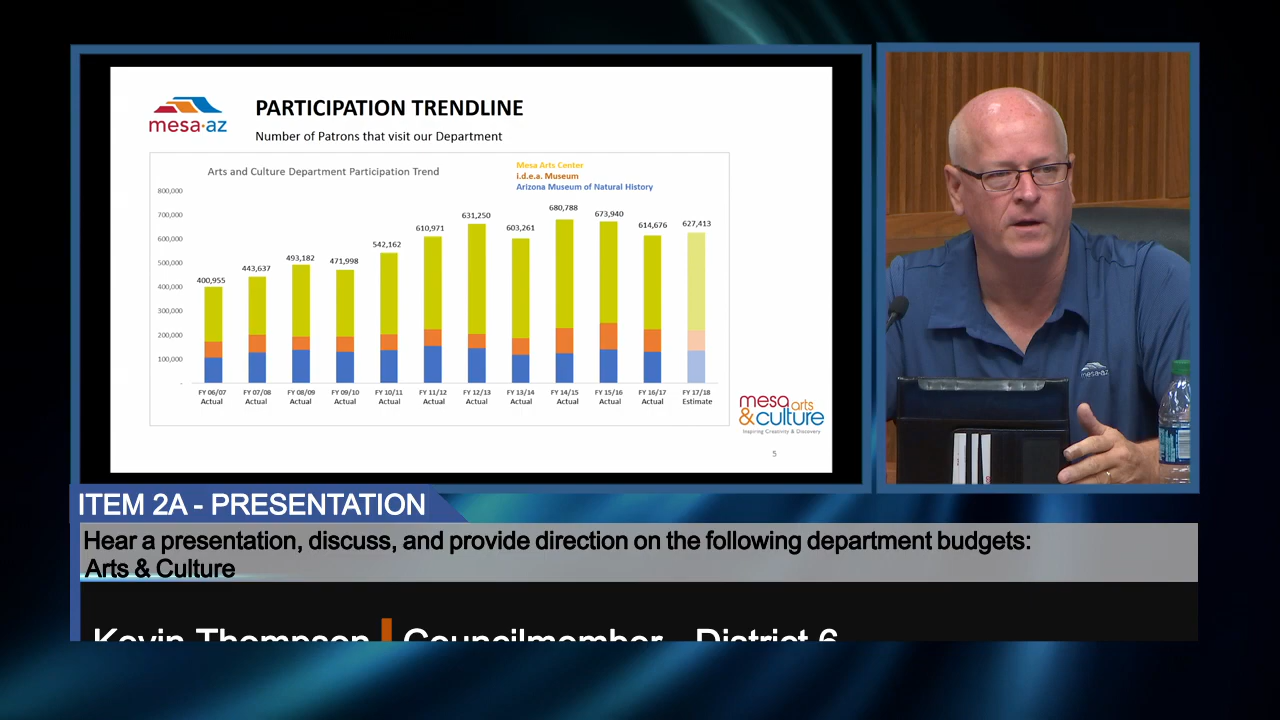 mesa·az
PARTICIPATION TRENDLINE
Number of Patrons that visit our Department
Arts and Culture Department Participation Trend
Mesa Arts Center
i.d.e.a. Museum
Arizona Museum of Natural History
800,000
700,000
600,000
500,000
400,000
300,000
200,000
100,000
-
400,955
443,637
493,182
471,998
542,162
610,971
631,250
603,261
680,788
673,940
614,676
627,413
FY 06/07 Actual
FY 07/08 Actual
FY 08/09 Actual
FY 09/10 Actual
FY 10/11 Actual
FY 11/12 Actual
FY 12/13 Actual
FY 13/14 Actual
FY 14/15 Actual
FY 15/16 Actual
FY 16/17 Actual
FY 17/18 Estimate
mesa arts
&culture
Inspiring Creativity & Discovery
5
mesa·az
ITEM 2A - PRESENTATION
Hear a presentation, discuss, and provide direction on the following department budgets:
Arts & Culture
Kevin Thompson Councilmember - District 6